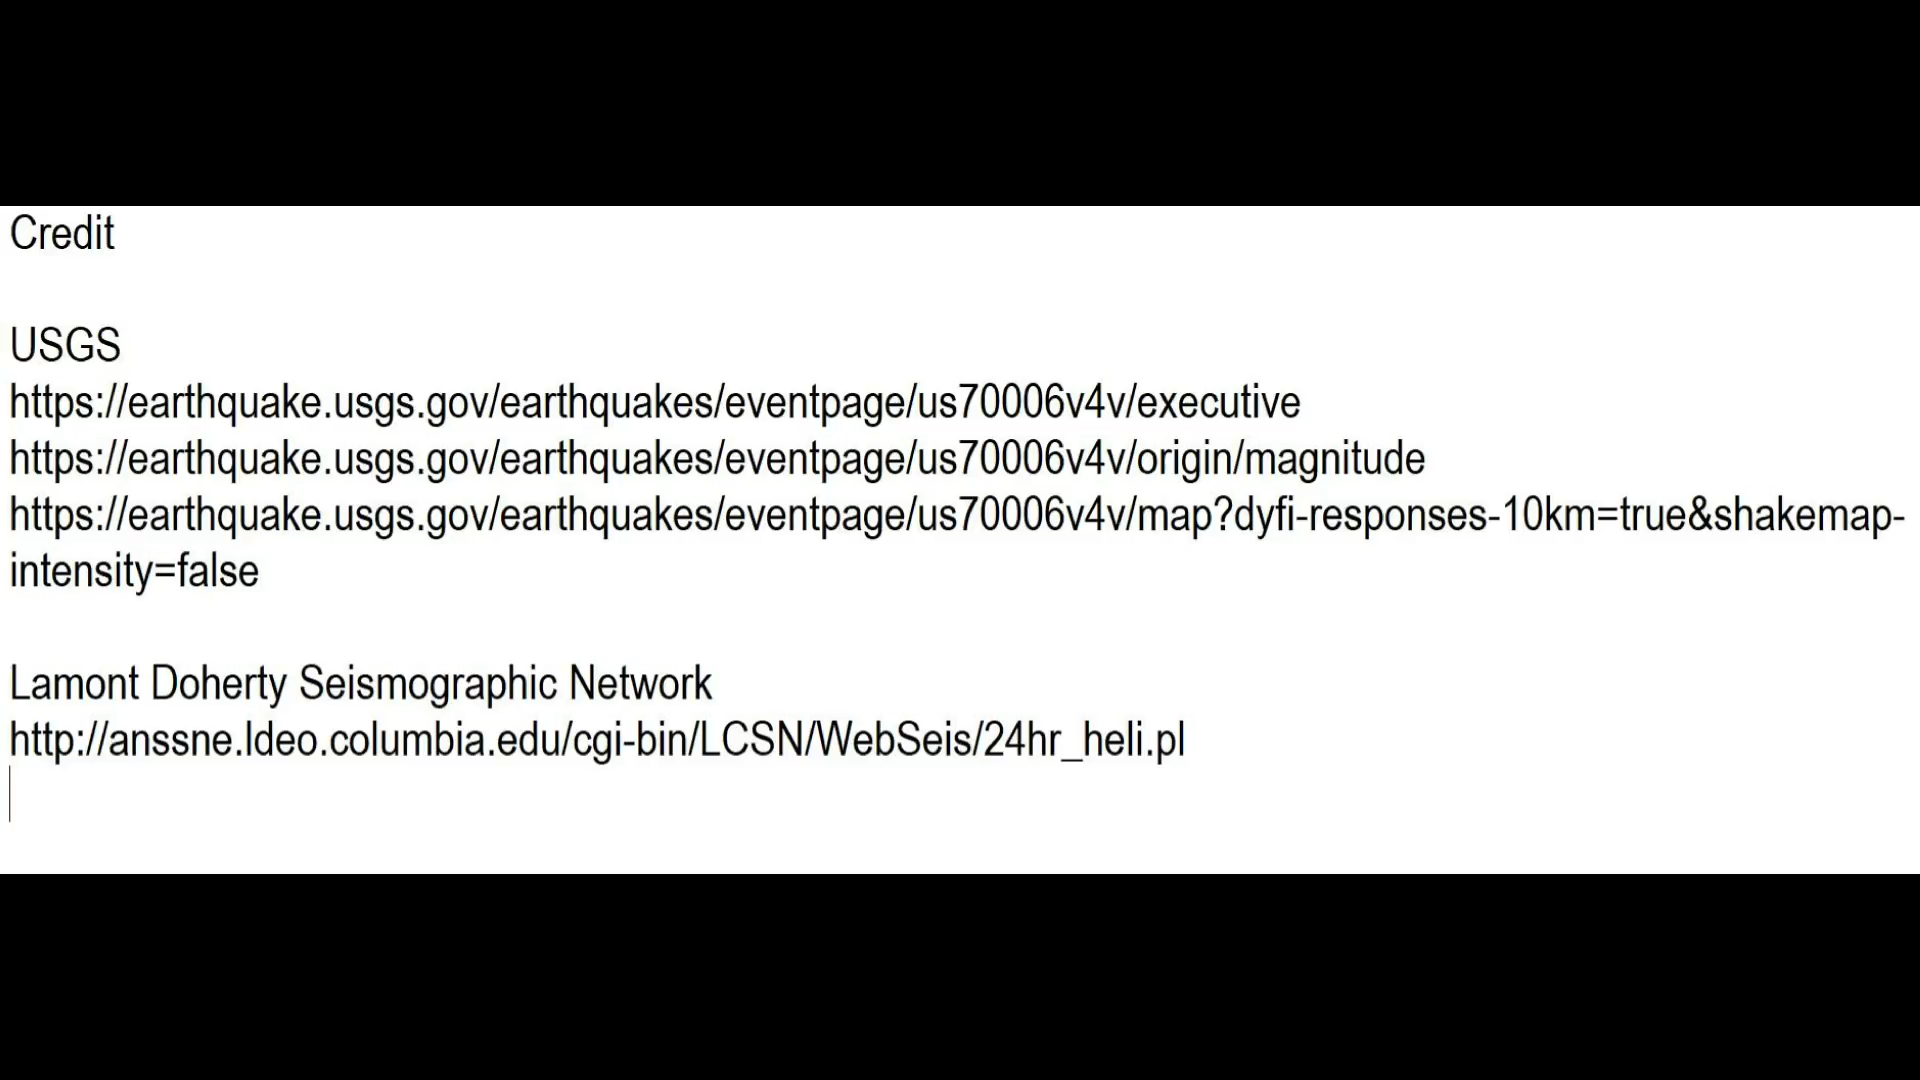 Credit
USGS
https://earthquake.usgs.gov/earthquakes/eventpage/us70006v4v/executive
https://earthquake.usgs.gov/earthquakes/eventpage/us70006v4v/origin/magnitude
https://earthquake.usgs.gov/earthquakes/eventpage/us70006v4v/map?dyfi-responses-10km=true&shakemap-
intensity=false
Lamont Doherty Seismographic Network
http://anssne.ldeo.columbia.edu/cgi-bin/LCSN/WebSeis/24hr_heli.pl